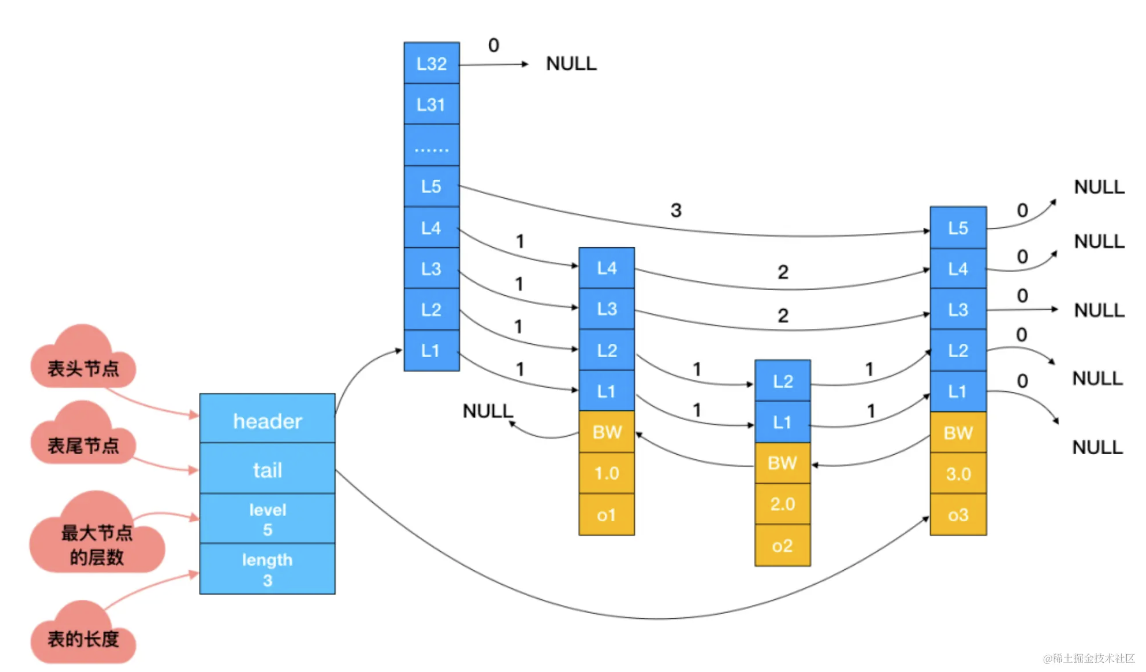 表头节点
表尾节点
最大节点
的层数
表的长度
header
tail
level
5
length
3
L32
L31
......
L5
L4
L3
L2
L1
0
NULL
3
1
1
1
1
NULL
L4
L3
L2
L1
BW
1.0
o1
2
2
1
1
L2
L1
BW
2.0
o2
1
1
L5
L4
L3
L2
L1
BW
3.0
o3
0
NULL
0
NULL
0
NULL
0
NULL
0
NULL
@稀土掘金技术社区